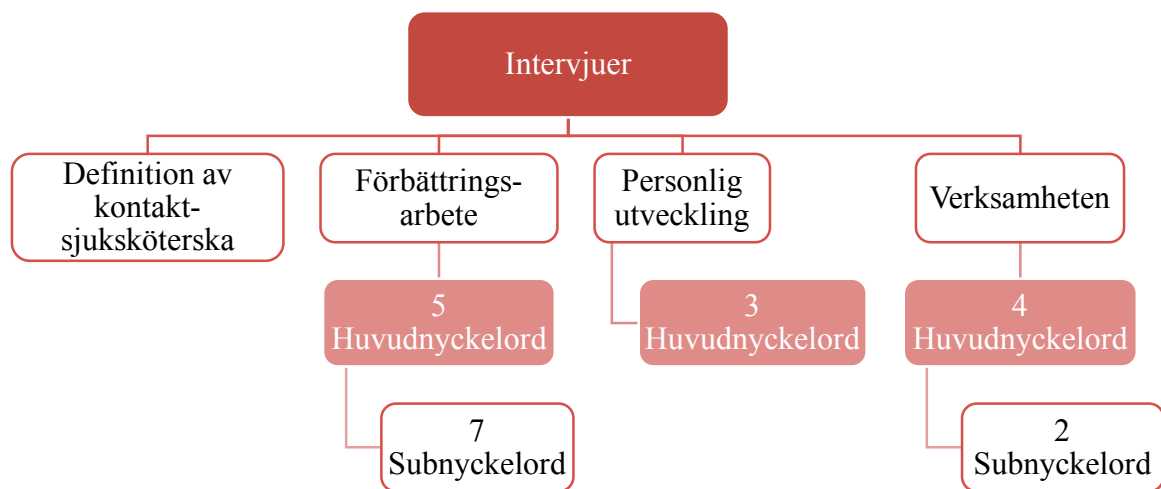 Intervjuer
Definition av
kontakt-
sjuksköterska
Förbättrings-
arbete
Personlig
utveckling
Verksamheten
5
Huvudnyckelord
3
Huvudnyckelord
4
Huvudnyckelord
7
Subnyckelord
2
Subnyckelord